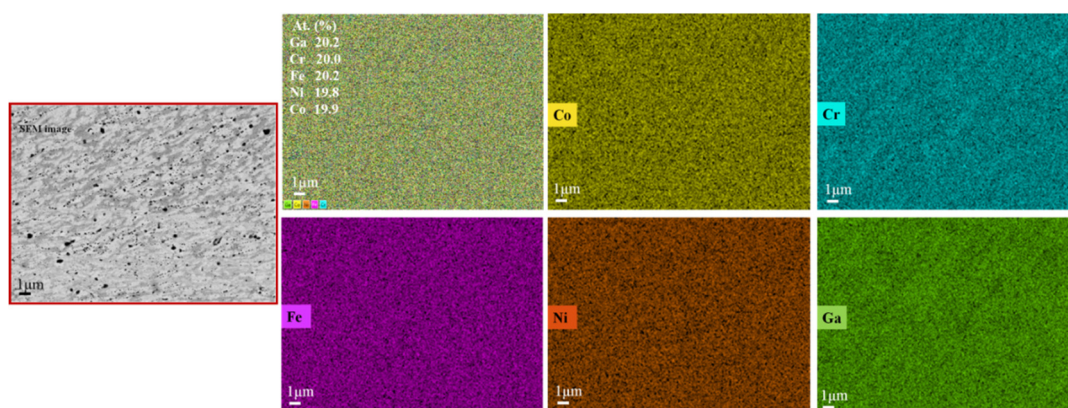 SEM image
1μm
At. (%)
Ga 20.2
Cr 20.0
Fe 20.2
Ni 19.8
Co 19.9
1μm
Co
1μm
Cr
1μm
Fe
1μm
Ni
1μm
Ga
1μm